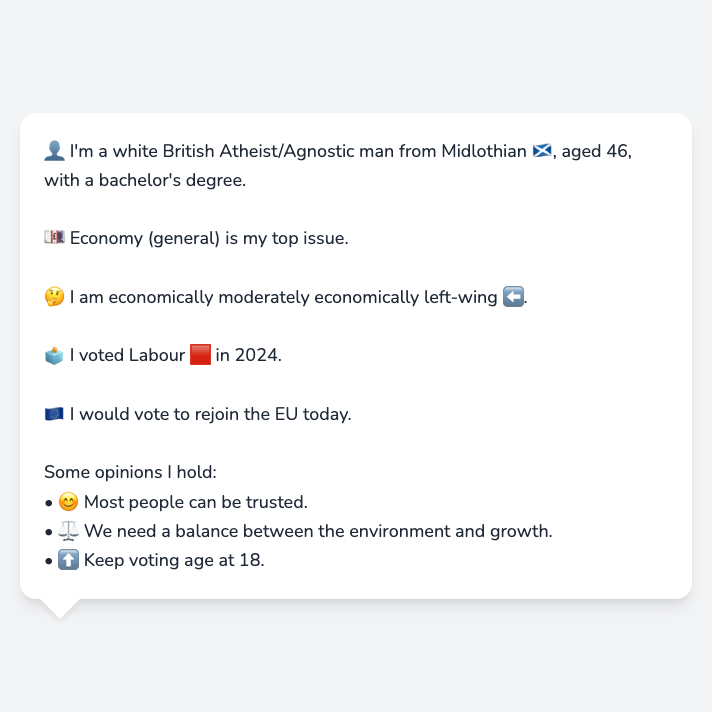 👤 I'm a white British Atheist/Agnostic man from Midlothian 🏴󠁧󠁢󠁳󠁣󠁴󠁿, aged 46,
with a bachelor's degree.
💷 Economy (general) is my top issue.
🤔 I am economically moderately economically left-wing ⬅️.
🗳️ I voted Labour 🟥 in 2024.
🇪🇺 I would vote to rejoin the EU today.
Some opinions I hold:
• 😊 Most people can be trusted.
• ⚖️ We need a balance between the environment and growth.
• ⬆️ Keep voting age at 18.